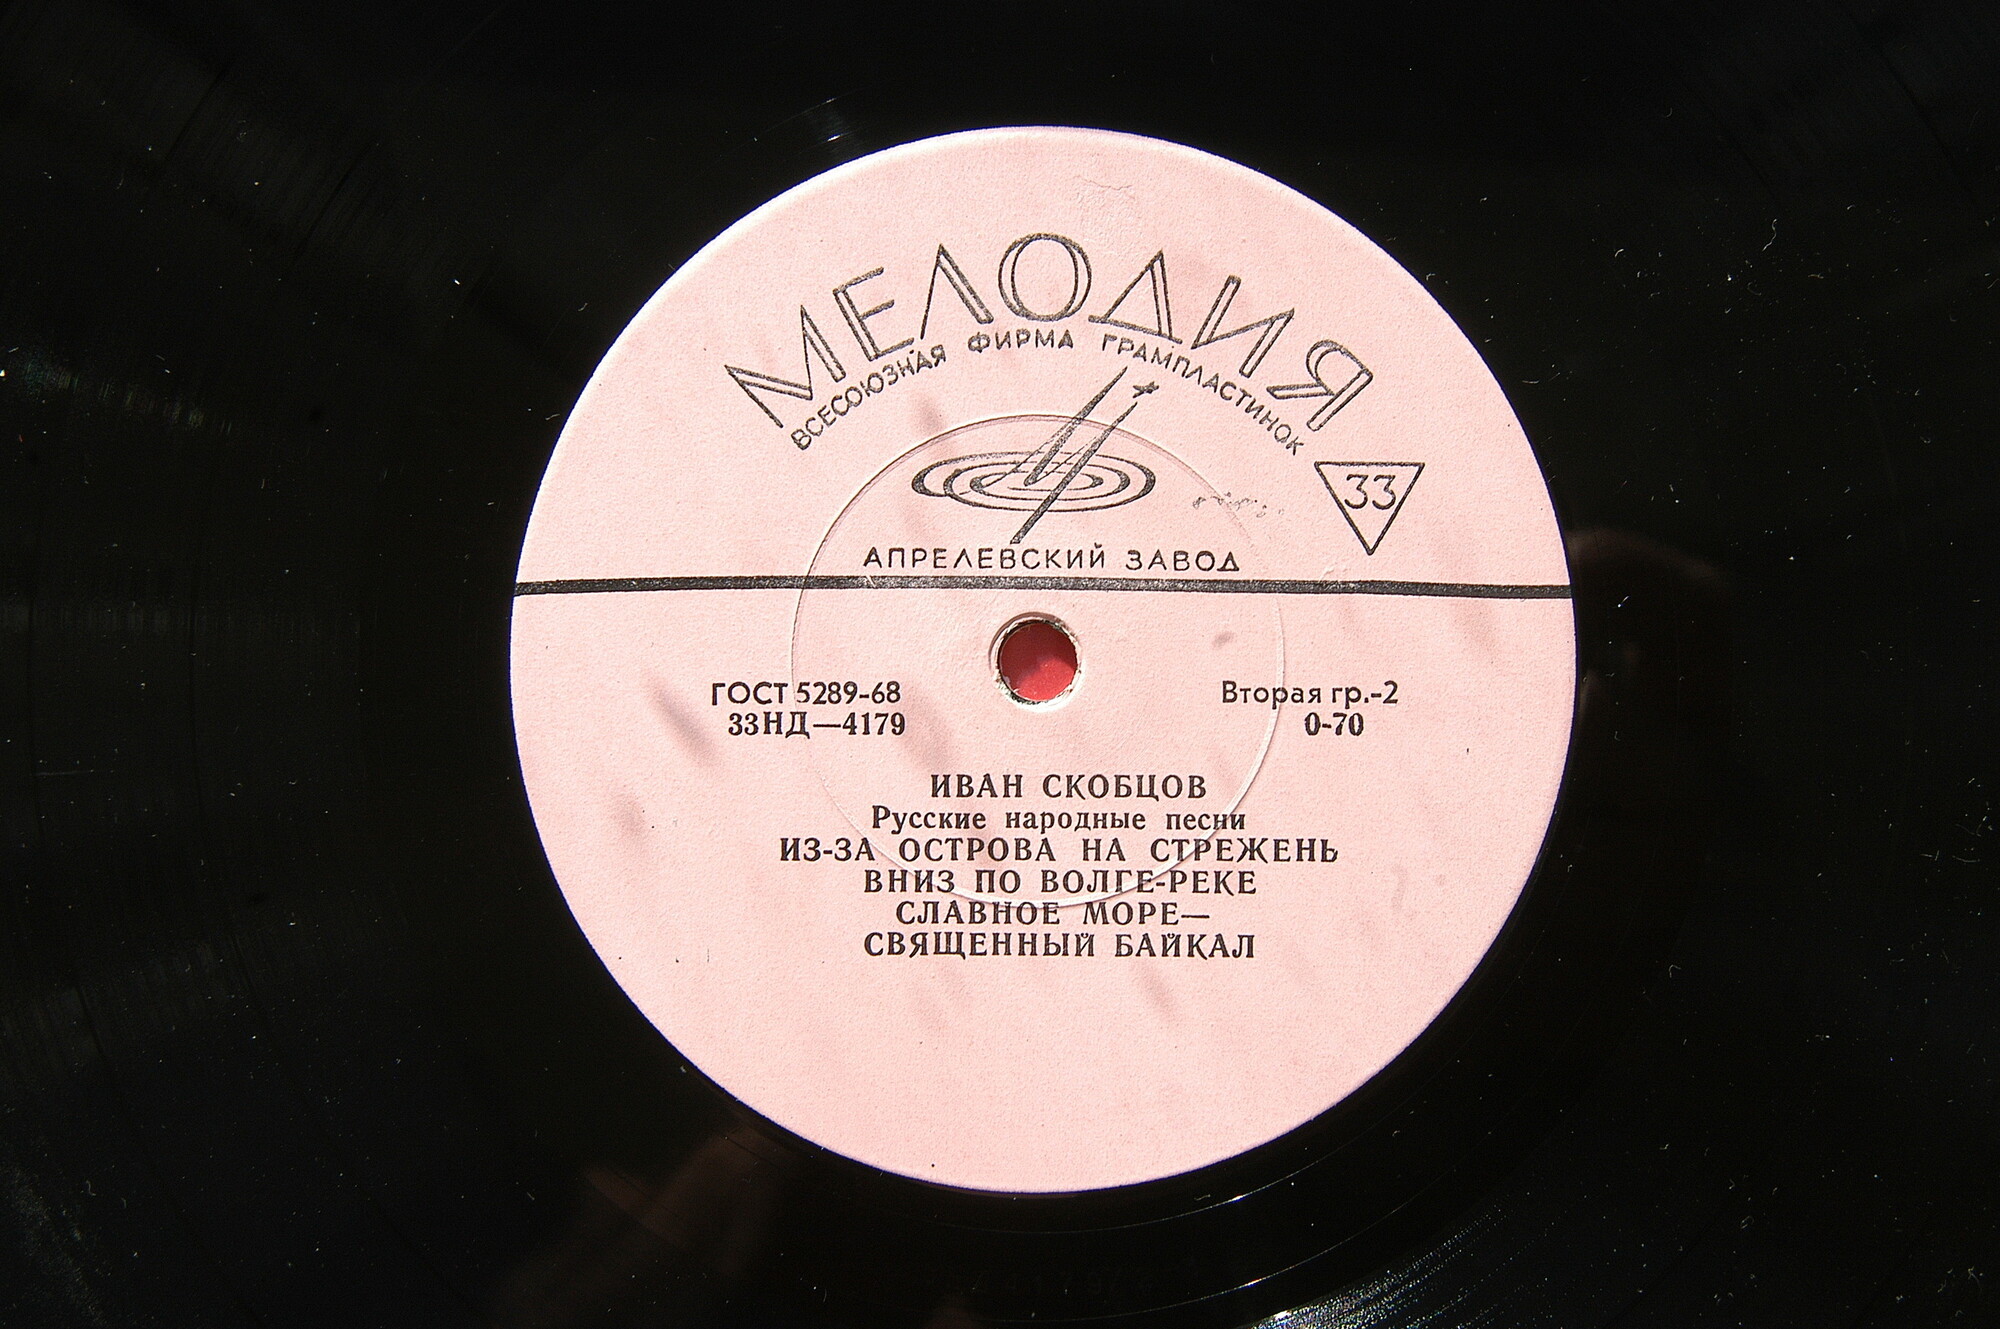 МЕЛОДИЯ
ВСЕСОЮЗНАЯ ФИРМА ГРАМПЛАСТИНОК
33
АПРЕЛЕВСКИЙ ЗАВОД
ГОСТ 5289-68
33НД—4179
Вторая гр.-2
0-70
ИВАН СКОБЦОВ
Русские народные песни
ИЗ-ЗА ОСТРОВА НА СТРЕЖЕНЬ
ВНИЗ ПО ВОЛГЕ-РЕКЕ
СЛАВНОЕ МОРЕ—
СВЯЩЕННЫЙ БАЙКАЛ